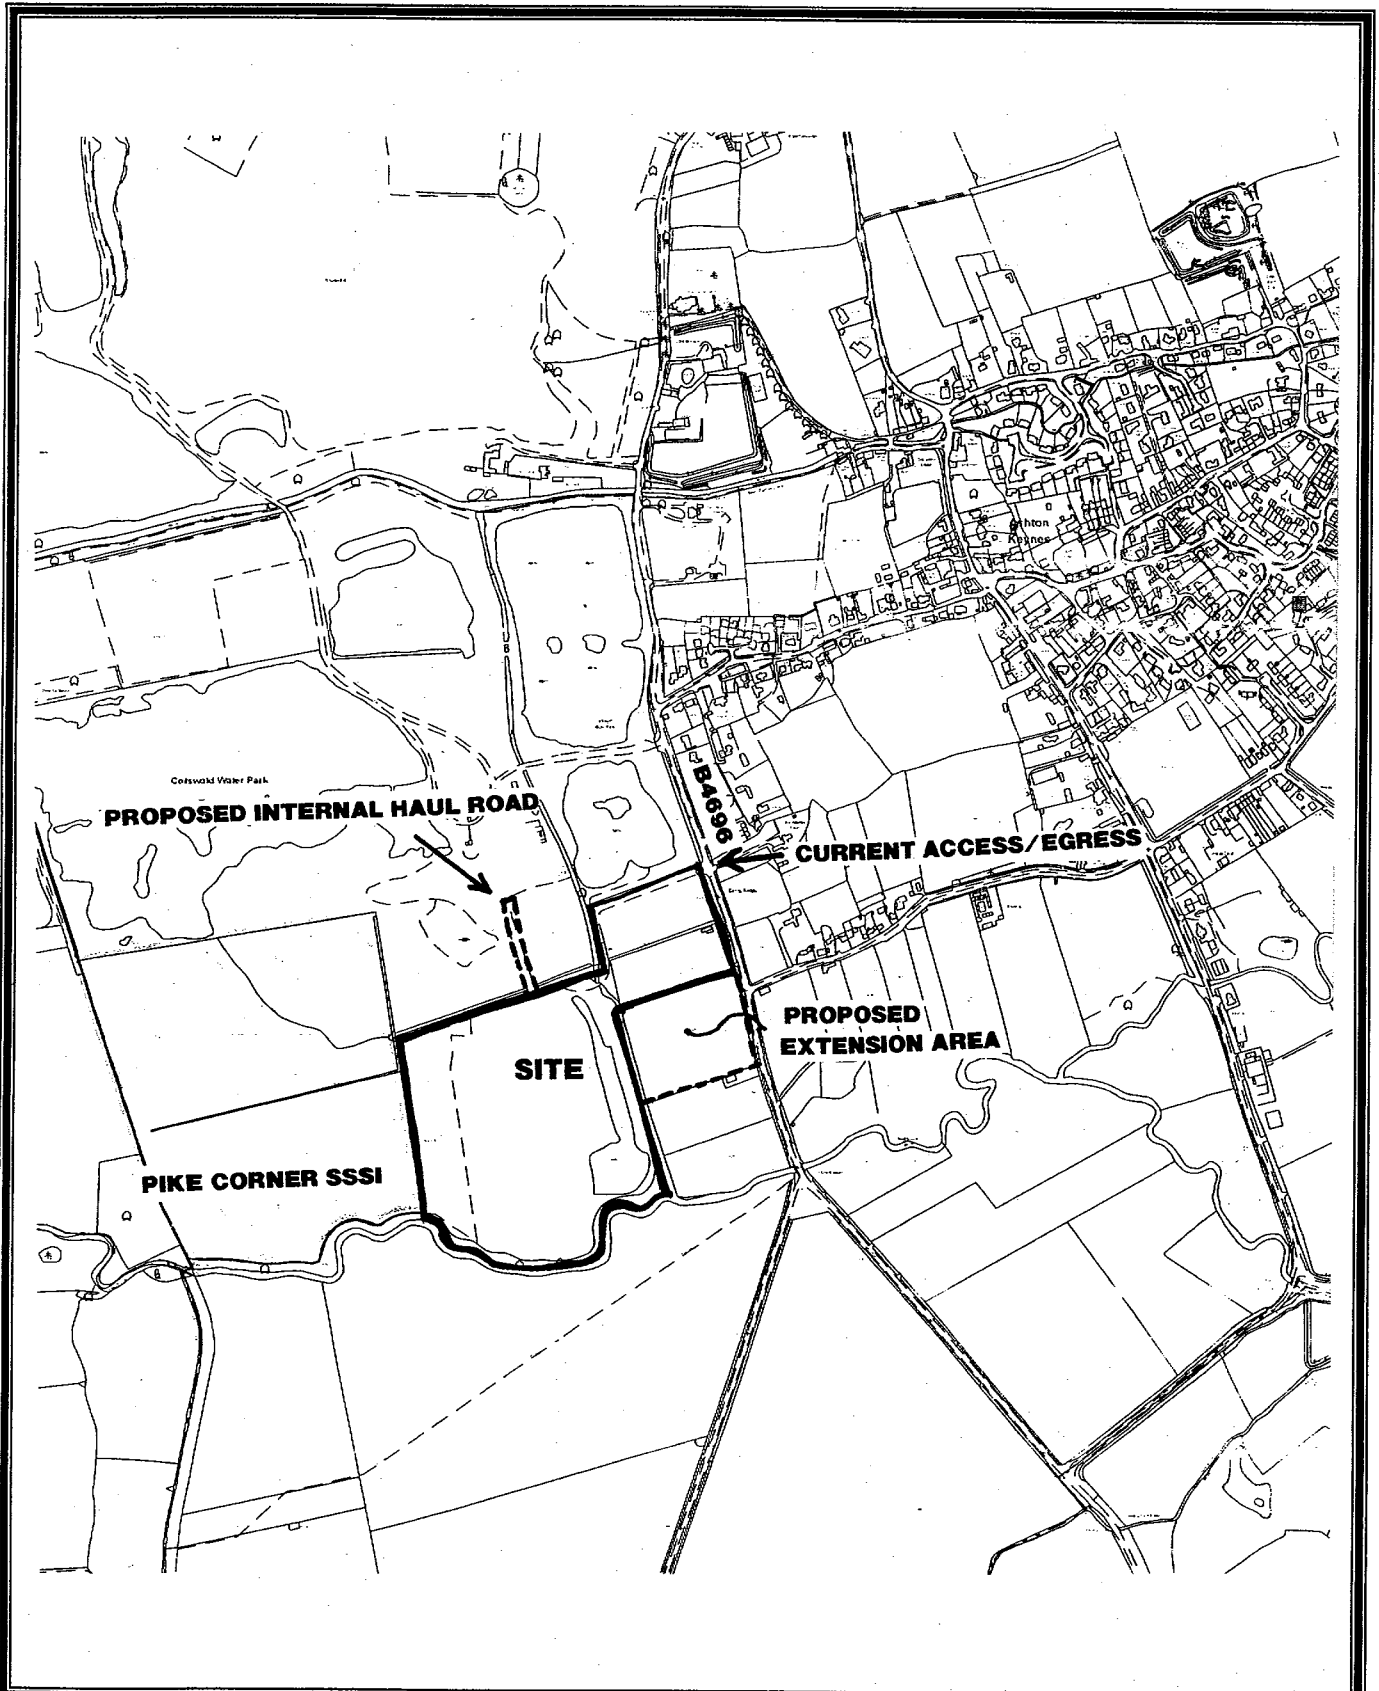 Ashton
Keynes
Cotswold Water Park
PROPOSED INTERNAL HAUL ROAD
B4696
CURRENT ACCESS/EGRESS
PROPOSED
EXTENSION AREA
SITE
PIKE CORNER SSSI